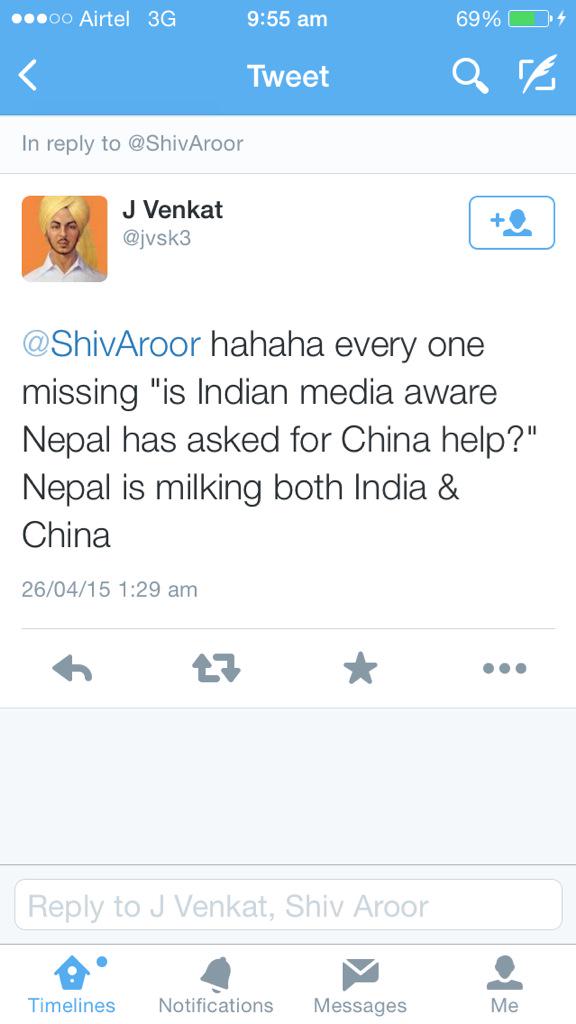 Airtel 3G 9:55 am 69%
Tweet
In reply to @ShivAroor
J Venkat
@jvsk3
@ShivAroor hahaha every one
missing "is Indian media aware
Nepal has asked for China help?"
Nepal is milking both India &
China
26/04/15 1:29 am
Reply to J Venkat, Shiv Aroor
Timelines Notifications Messages Me